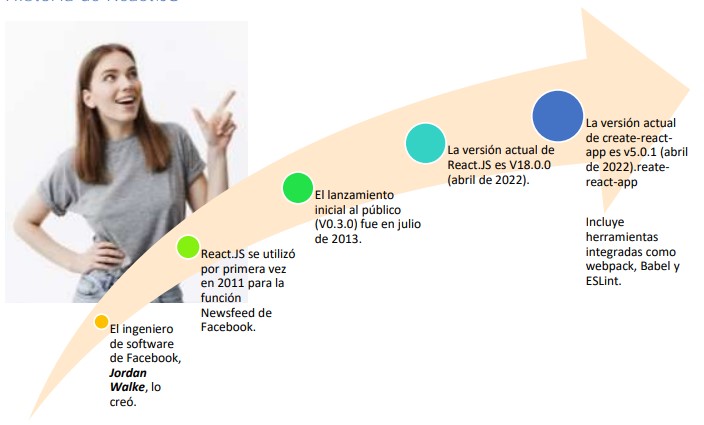 El ingeniero
de software
de Facebook,
Jordan
Walke, lo
creó.
React.JS se utilizó
por primera vez
en 2011 para la
función
Newsfeed de
Facebook.
El lanzamiento
inicial al público
(V0.3.0) fue en julio
de 2013.
La versión actual de
React.JS es V18.0.0
(abril de 2022).
La versión actual
de create-react-
app es v5.0.1 (abril
de 2022).reate-
react-app
Incluye
herramientas
integradas como
webpack, Babel y
ESLint.